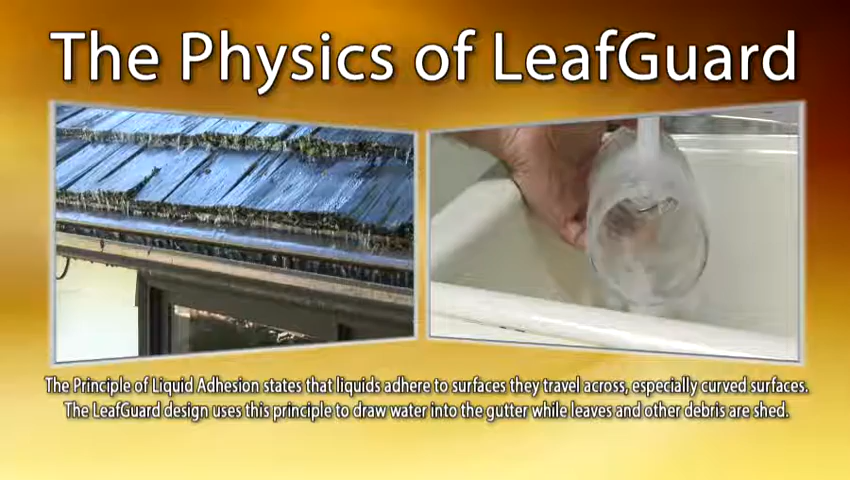 The Physics of LeafGuard
The Principle of Liquid Adhesion states that liquids adhere to surfaces they travel across, especially curved surfaces.
The LeafGuard design uses this principle to draw water into the gutter while leaves and other debris are shed.